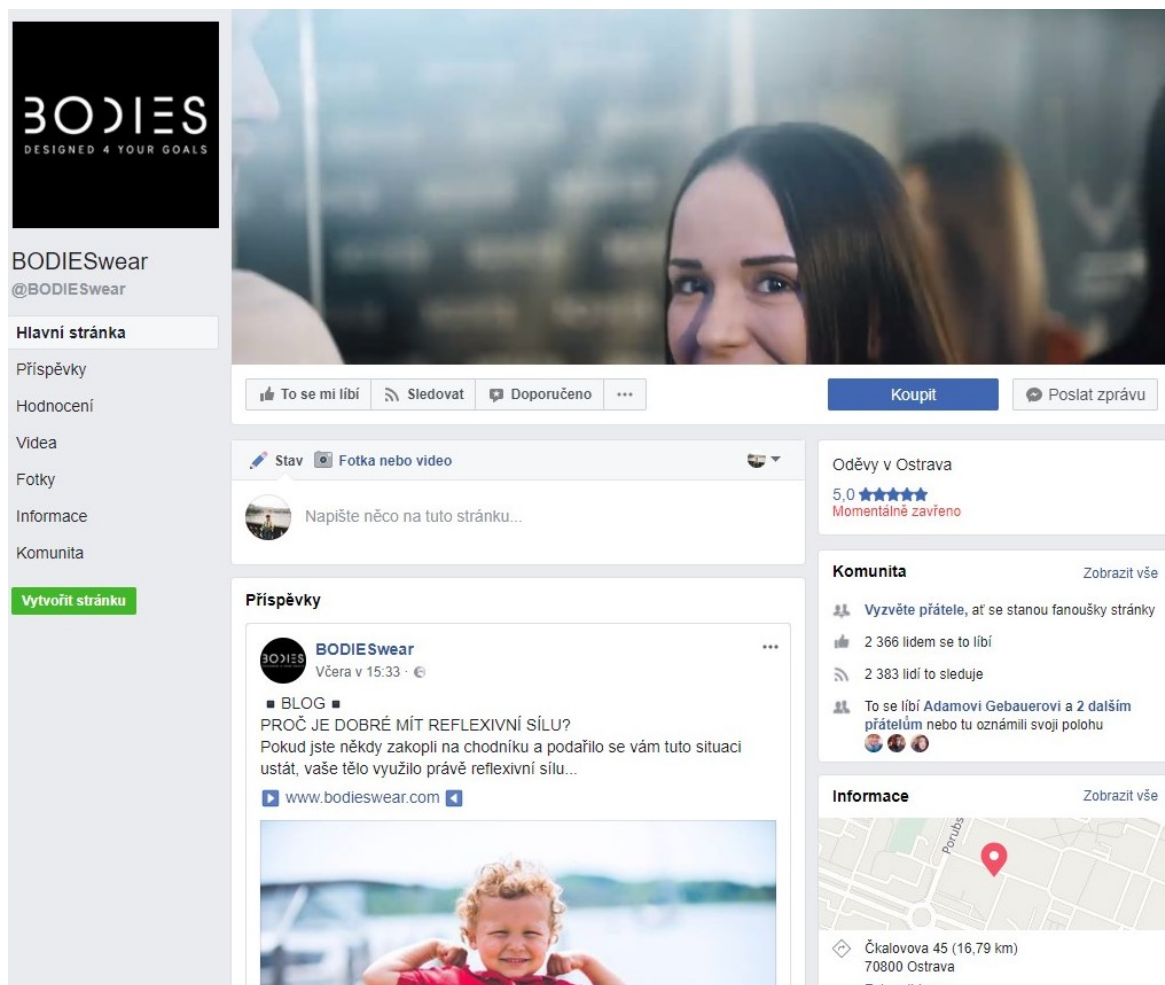 BODIES
DESIGNED 4 YOUR GOALS
BODIESwear
@BODIESwear
Hlavní stránka
Příspěvky
Hodnocení
Videa
Fotky
Informace
Komunita
Vytvořit stránku
To se mi líbí
Sledovat
Doporučeno
...
Koupit
Poslat zprávu
Stav
Fotka nebo video
Napište něco na tuto stránku...
Příspěvky
BODIES
BODIESwear
Včera v 15:33 ·
▪ BLOG ▪
PROČ JE DOBRÉ MÍT REFLEXIVNÍ SÍLU?
Pokud jste někdy zakopli na chodníku a podařilo se vám tuto situaci
ustát, vaše tělo využilo právě reflexivní sílu...
www.bodieswear.com
Oděvy v Ostrava
5,0 ★★★★★
Momentálně zavřeno
Komunita
Zobrazit vše
Vyzvěte přátele, ať se stanou fanoušky stránky
2 366 lidem se to líbí
2 383 lidí to sleduje
To se líbí Adamovi Gebauerovi a 2 dalším
přátelům nebo tu oznámili svoji polohu
Informace
Zobrazit vše
Porubs
Čkalovova 45 (16,79 km)
70800 Ostrava